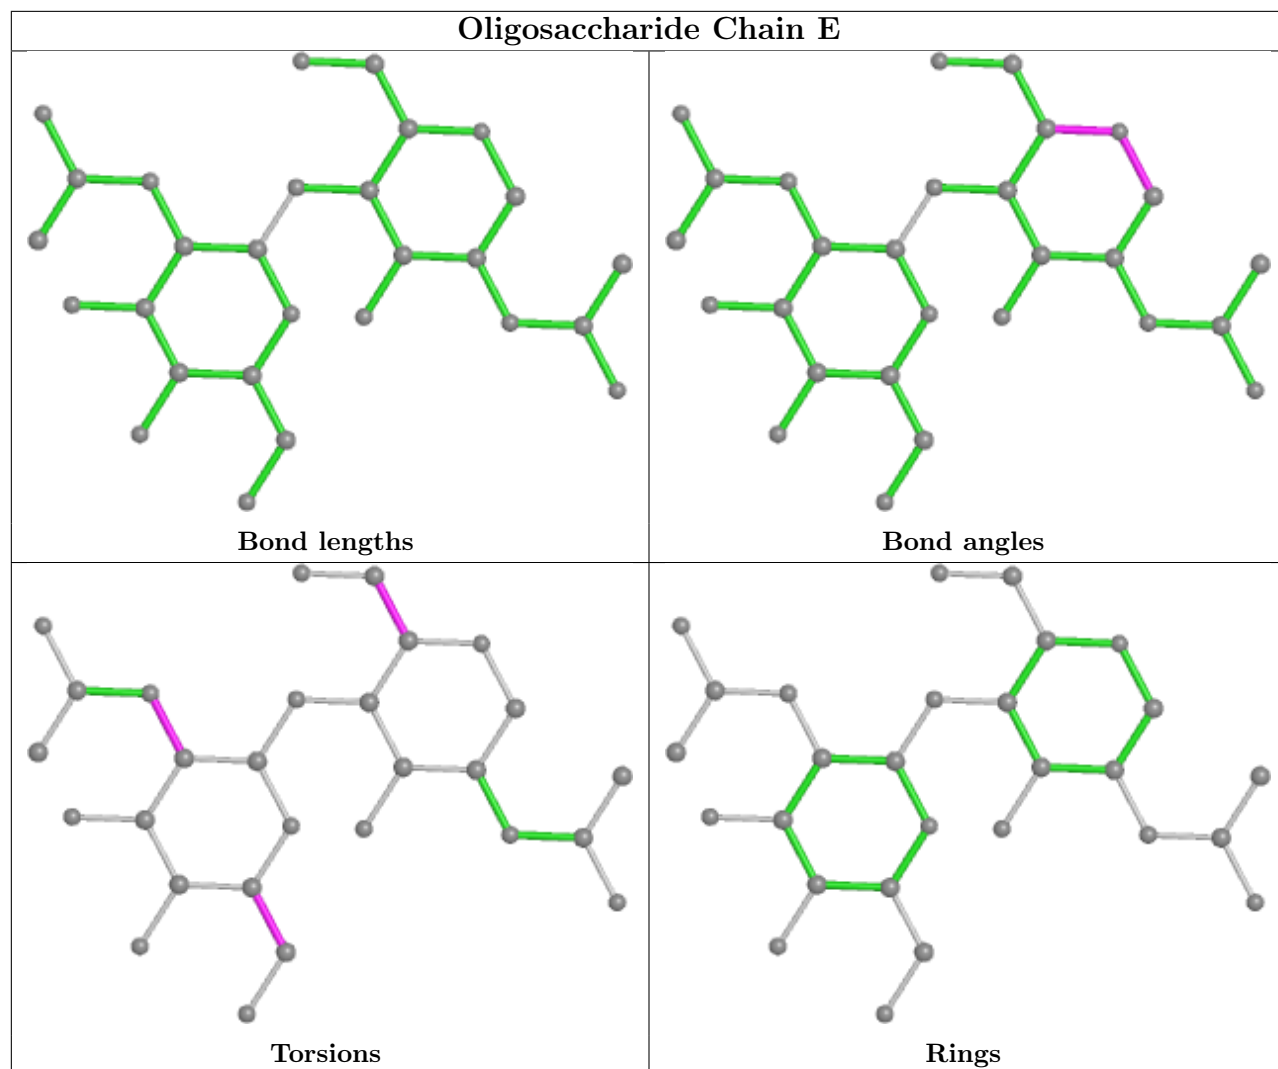 Oligosaccharide Chain E
Bond lengths
Bond angles
Torsions
Rings